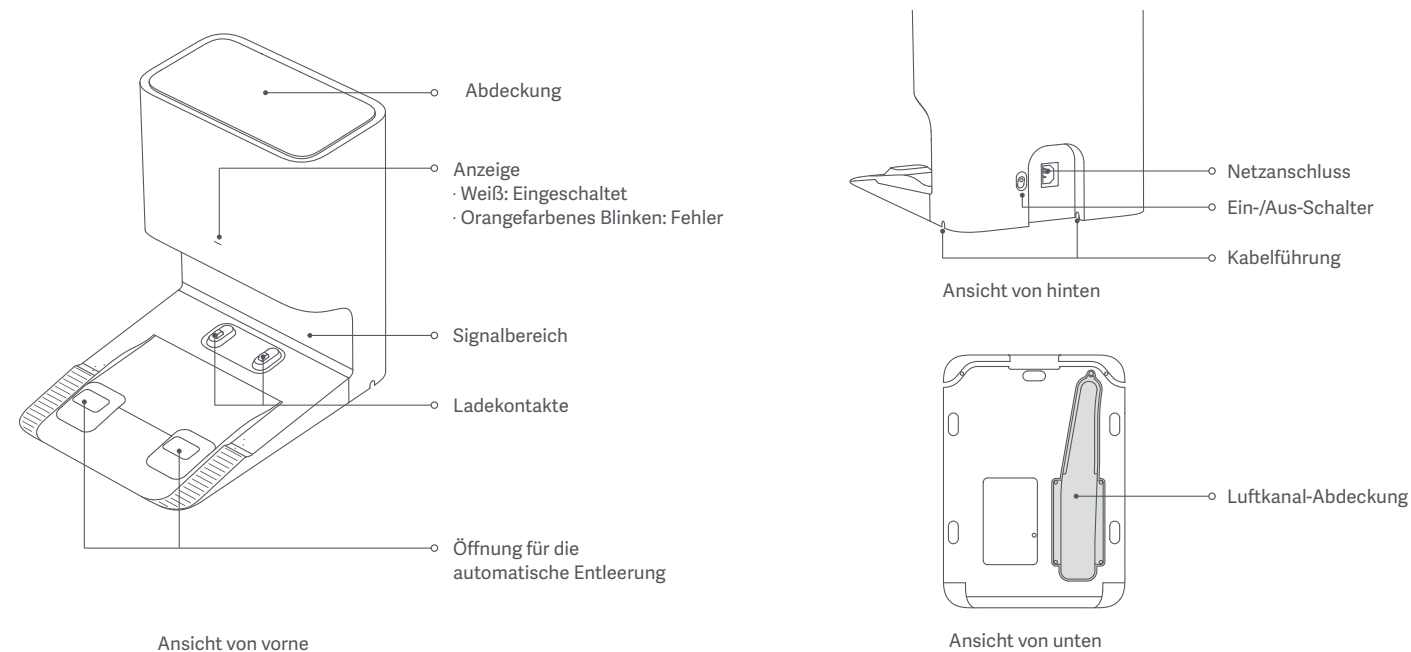 Abdeckung
Anzeige
· Weiß: Eingeschaltet
· Orangefarbenes Blinken: Fehler
Signalbereich
Ladekontakte
Öffnung für die
automatische Entleerung
Ansicht von vorne
Netzanschluss
Ein-/Aus-Schalter
Kabelführung
Ansicht von hinten
Luftkanal-Abdeckung
Ansicht von unten